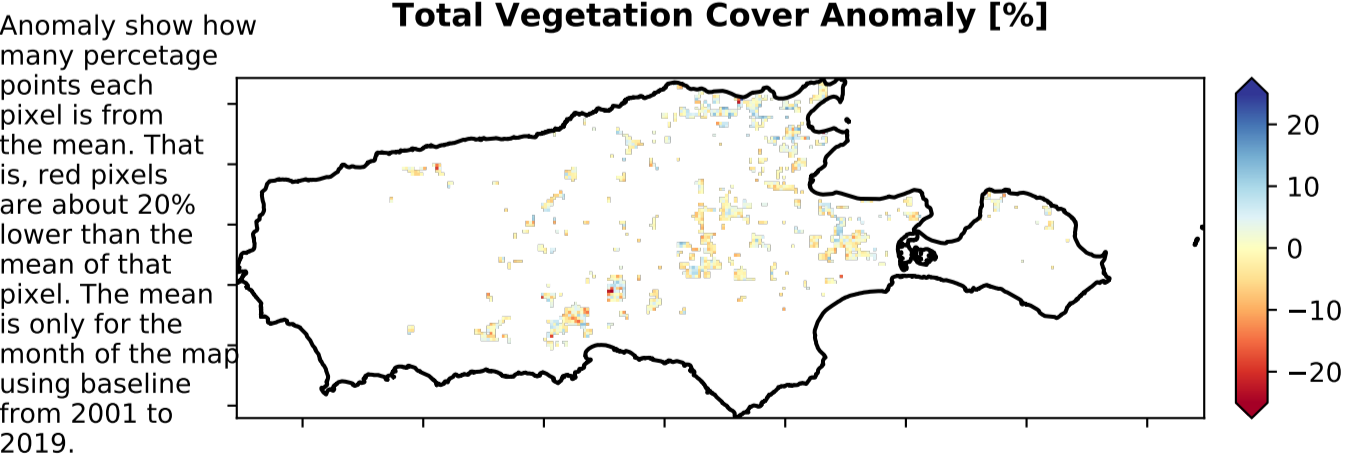 Total Vegetation Cover Anomaly [%]
Anomaly show how
many percetage
points each
pixel is from
the mean. That
is, red pixels
are about 20%
lower than the
mean of that
pixel. The mean
is only for the
month of the map
using baseline
from 2001 to
2019.
20
10
0
−10
−20